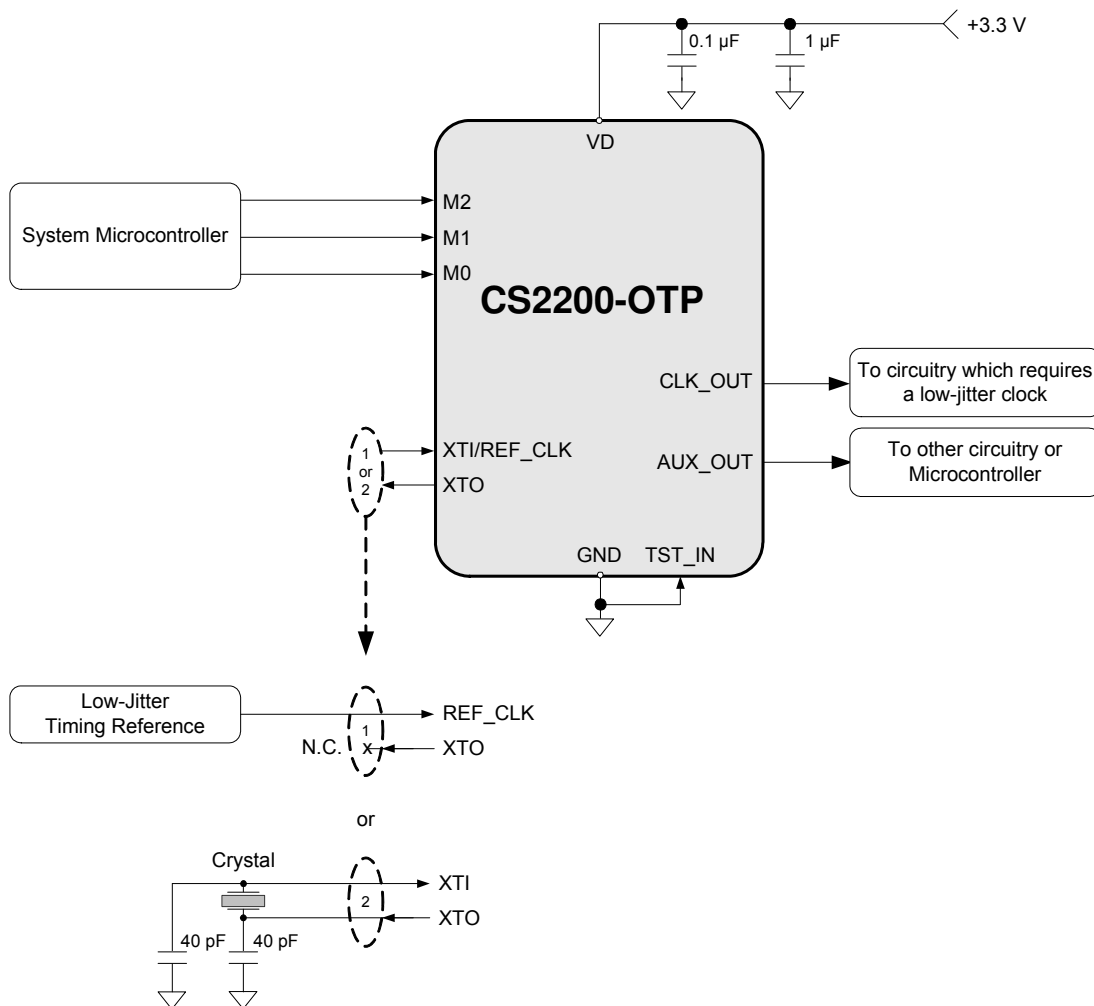 +3.3 V
0.1 µF
1 µF
VD
System Microcontroller
M2
M1
M0
CS2200-OTP
CLK_OUT
To circuitry which requires
a low-jitter clock
AUX_OUT
To other circuitry or
Microcontroller
1
or
2
XTI/REF_CLK
XTO
GND
TST_IN
Low-Jitter
Timing Reference
REF_CLK
N.C.
1
x
XTO
or
Crystal
XTI
2
XTO
40 pF
40 pF